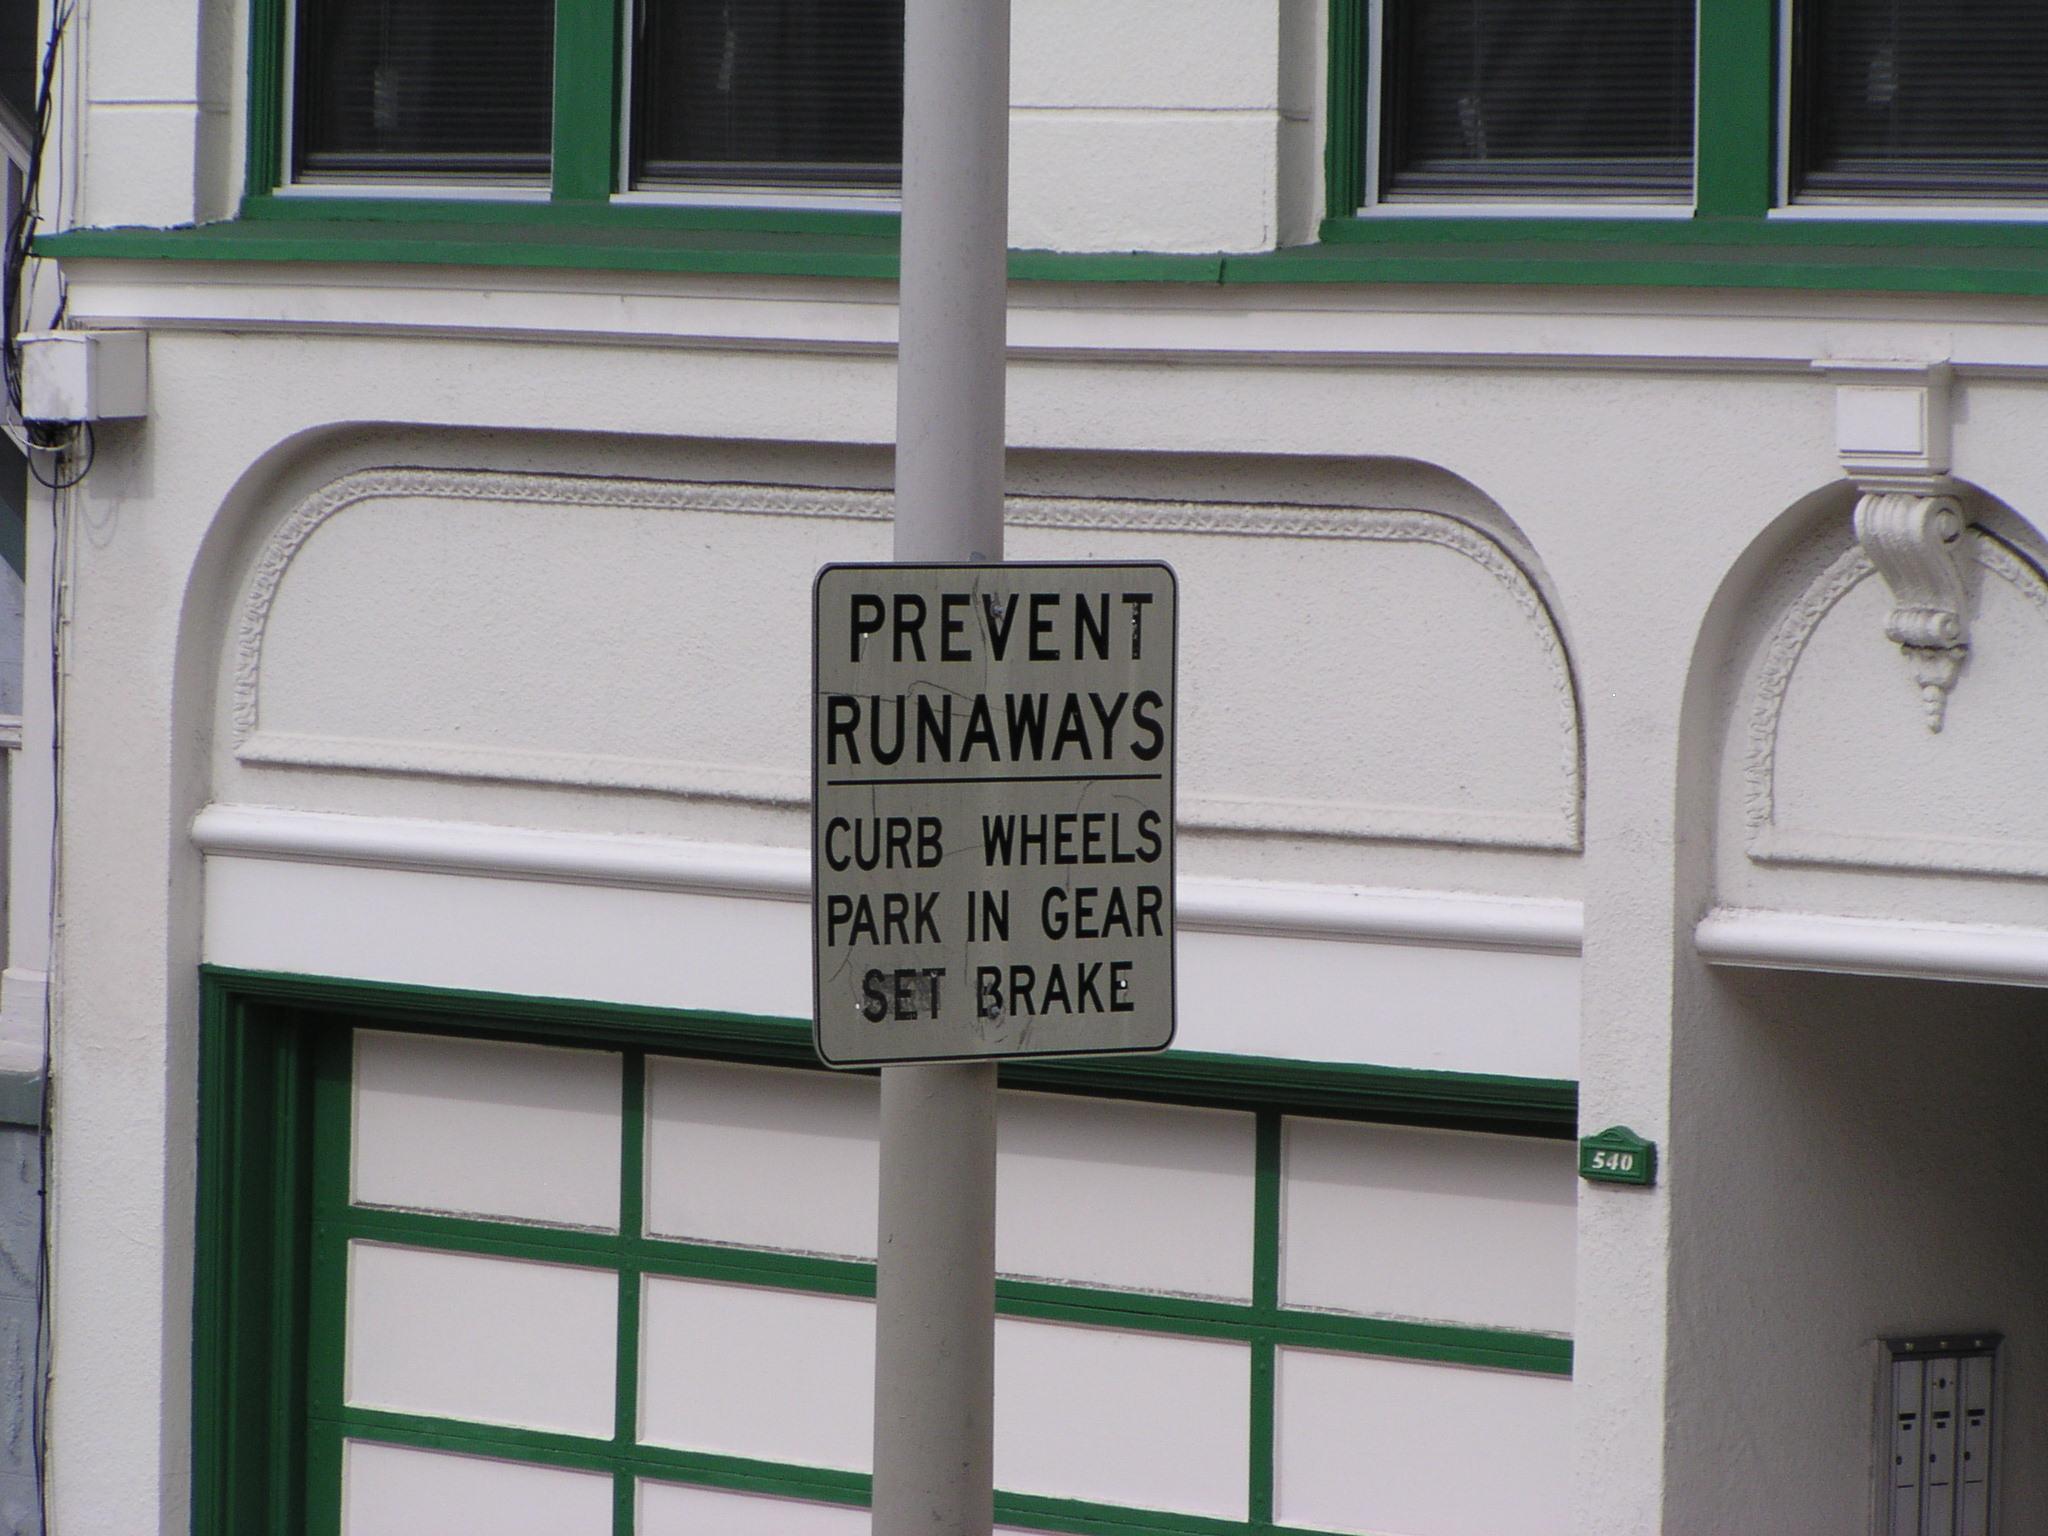 PREVENT
RUNAWAYS
CURB WHEELS
PARK IN GEAR
SET BRAKE
540